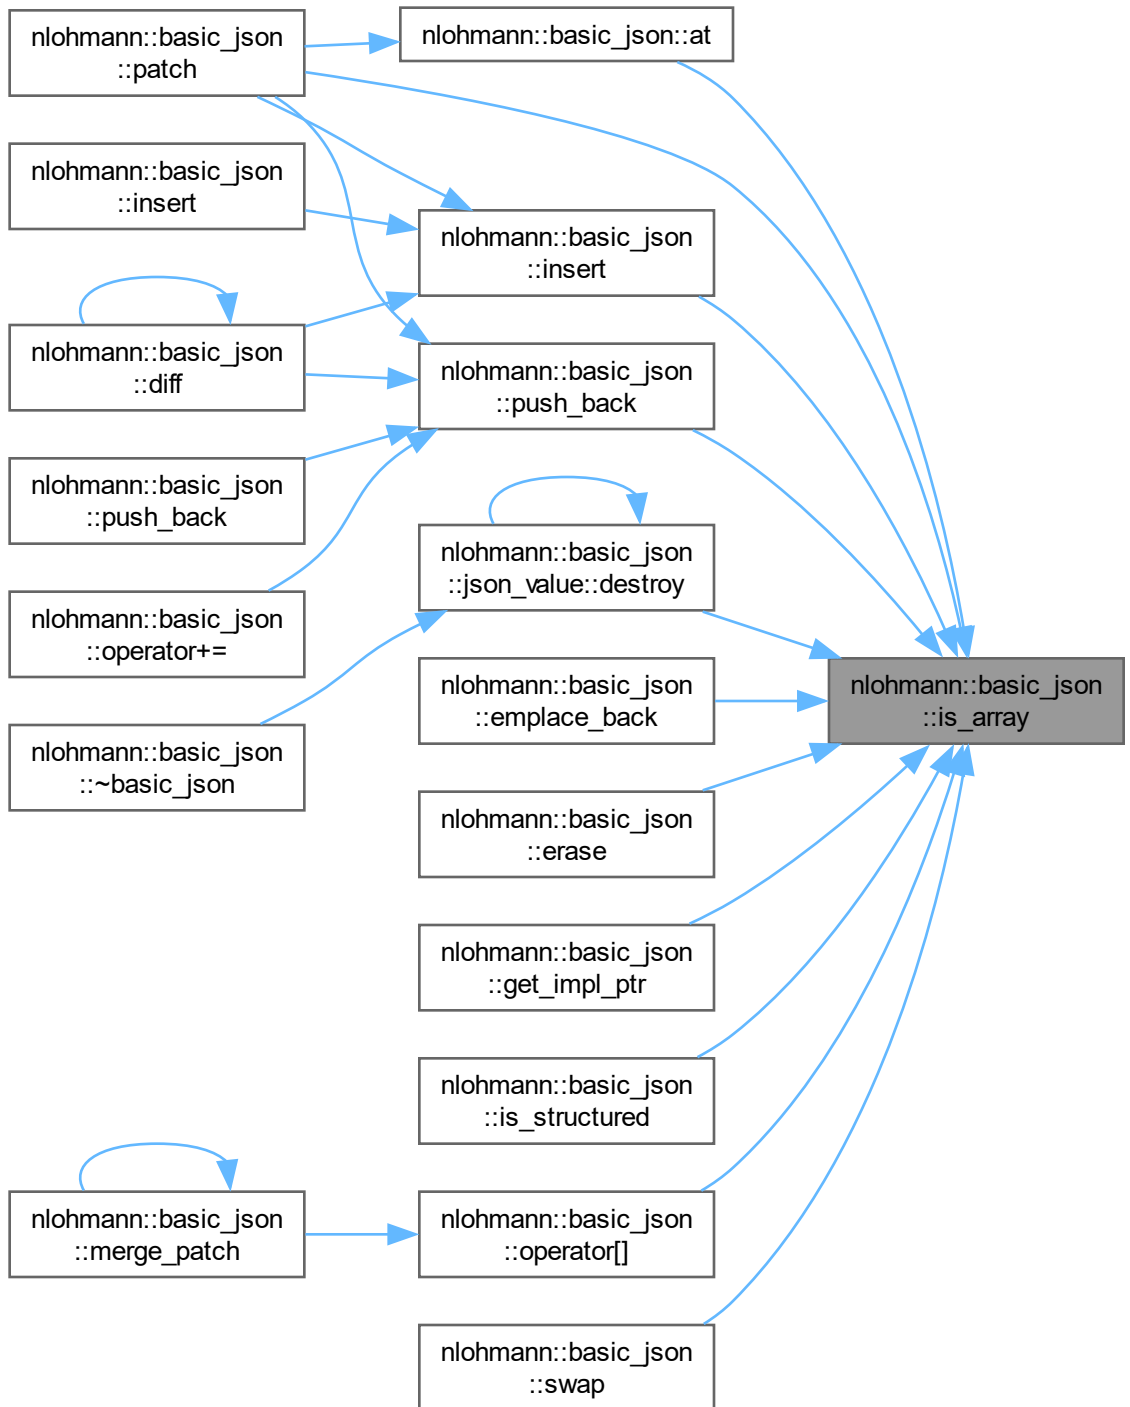 nlohmann::basic_json
::patch
nlohmann::basic_json::at
nlohmann::basic_json
::insert
nlohmann::basic_json
::insert
nlohmann::basic_json
::diff
nlohmann::basic_json
::push_back
nlohmann::basic_json
::push_back
nlohmann::basic_json
::json_value::destroy
nlohmann::basic_json
::operator+=
nlohmann::basic_json
::is_array
nlohmann::basic_json
::emplace_back
nlohmann::basic_json
::~basic_json
nlohmann::basic_json
::erase
nlohmann::basic_json
::get_impl_ptr
nlohmann::basic_json
::is_structured
nlohmann::basic_json
::merge_patch
nlohmann::basic_json
::operator[]
nlohmann::basic_json
::swap